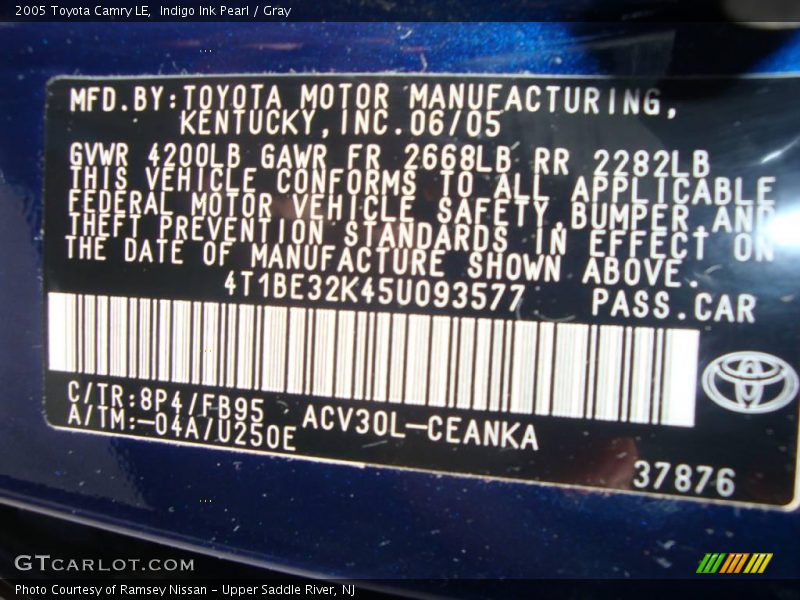 2005 Toyota Camry LE, Indigo Ink Pearl / Gray
MFD.BY:TOYOTA MOTOR MANUFACTURING,
KENTUCKY,INC.06/05
GVWR 4200LB GAWR FR 2668LB RR 2282LB
THIS VEHICLE CONFORMS TO ALL APPLICABLE
FEDERAL MOTOR VEHICLE SAFETY,BUMPER,AND
THEFT PREVENTION STANDARDS IN EFFECT ON
THE DATE OF MANUFACTURE SHOWN ABOVE.
4T1BE32K45U093577 PASS.CAR
C/TR:8P4/FB95 ACV30L-CEANKA
A/TM:-04A/U250E
37876
GTCARLOT.COM
Photo Courtesy of Ramsey Nissan - Upper Saddle River, NJ